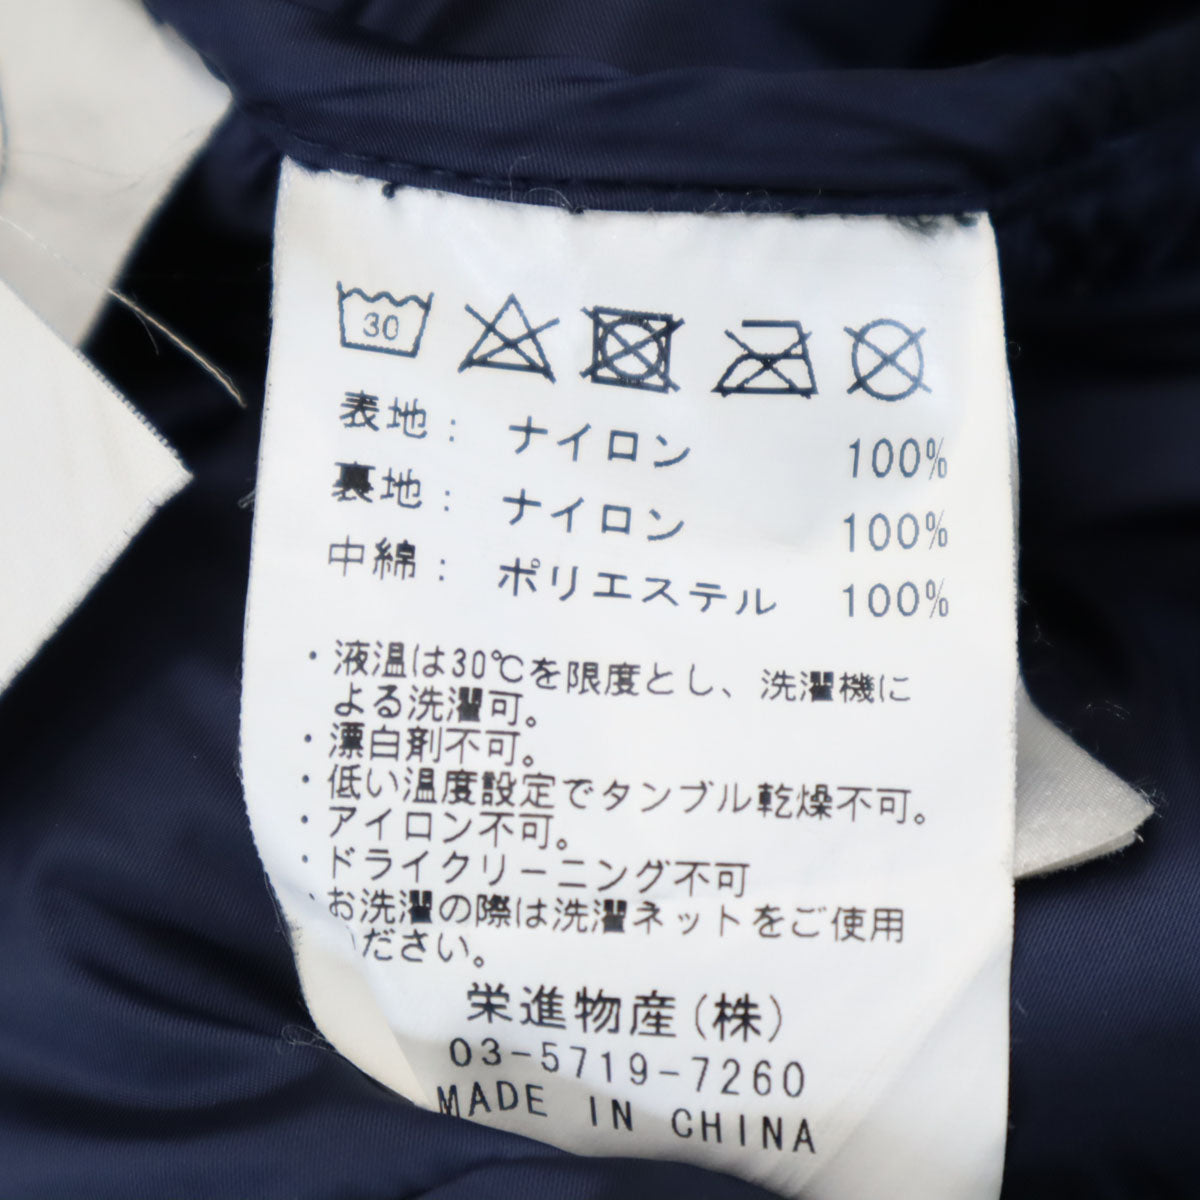 30
表地: ナイロン 100%
裏地: ナイロン 100%
中綿: ポリエステル 100%
・液温は30℃を限度とし、洗濯機に
よる洗濯可。
・漂白剤不可。
・低い温度設定でタンブル乾燥不可。
・アイロン不可。
・ドライクリーニング不可
・お洗濯の際は洗濯ネットをご使用
ください。
栄進物産(株)
03-5719-7260
MADE IN CHINA